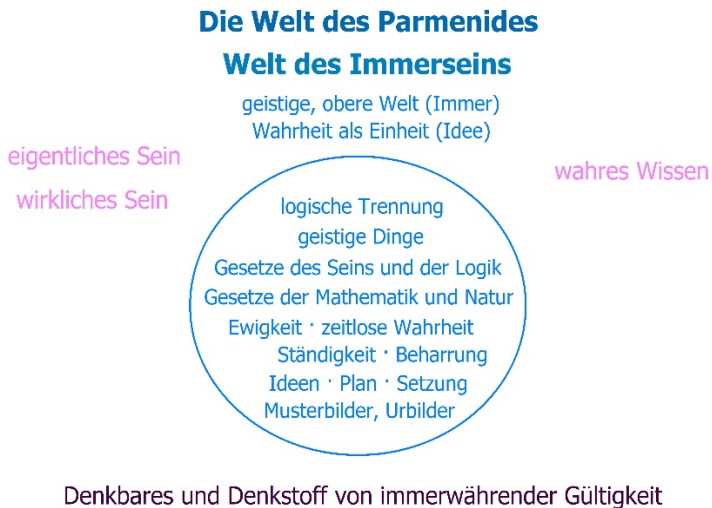 Die Welt des Parmenides
Welt des Immerseins
geistige, obere Welt (Immer)
Wahrheit als Einheit (Idee)
eigentliches Sein
wirkliches Sein
wahres Wissen
logische Trennung
geistige Dinge
Gesetze des Seins und der Logik
Gesetze der Mathematik und Natur
Ewigkeit · zeitlose Wahrheit
Ständigkeit · Beharrung
Ideen · Plan · Setzung
Musterbilder, Urbilder
Denkbares und Denkstoff von immerwährender Gültigkeit